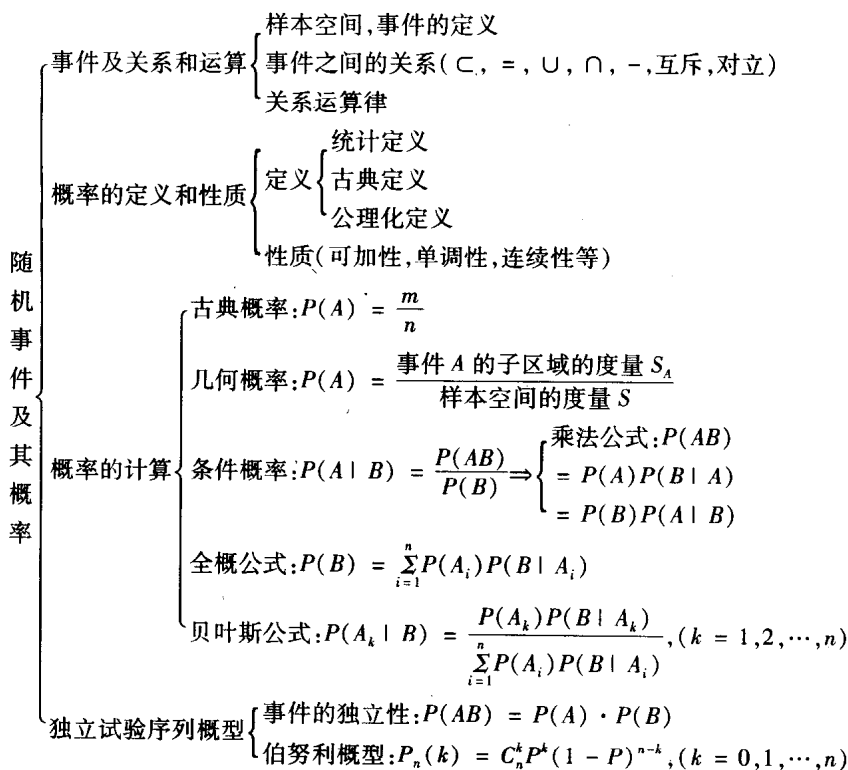 随机事件及其概率
事件及关系和运算
样本空间,事件的定义
事件之间的关系(⊂, =, ∪, ∩, -,互斥,对立)
关系运算律
概率的定义和性质
定义
统计定义
古典定义
公理化定义
性质(可加性,单调性,连续性等)
概率的计算
古典概率:P(A) = m/n
几何概率:P(A) = 事件 A 的子区域的度量 S_A / 样本空间的度量 S
条件概率:P(A|B) = P(AB)/P(B) ⇒
乘法公式:P(AB)
= P(A)P(B|A)
= P(B)P(A|B)
全概公式:P(B) = ∑_{i=1}^{n} P(A_i)P(B|A_i)
贝叶斯公式:P(A_k|B) = P(A_k)P(B|A_k) / ∑_{i=1}^{n} P(A_i)P(B|A_i),(k = 1,2,⋯,n)
独立试验序列概型
事件的独立性:P(AB) = P(A)·P(B)
伯努利概型:P_n(k) = C_n^k P^k(1 - P)^{n-k},(k = 0,1,⋯,n)